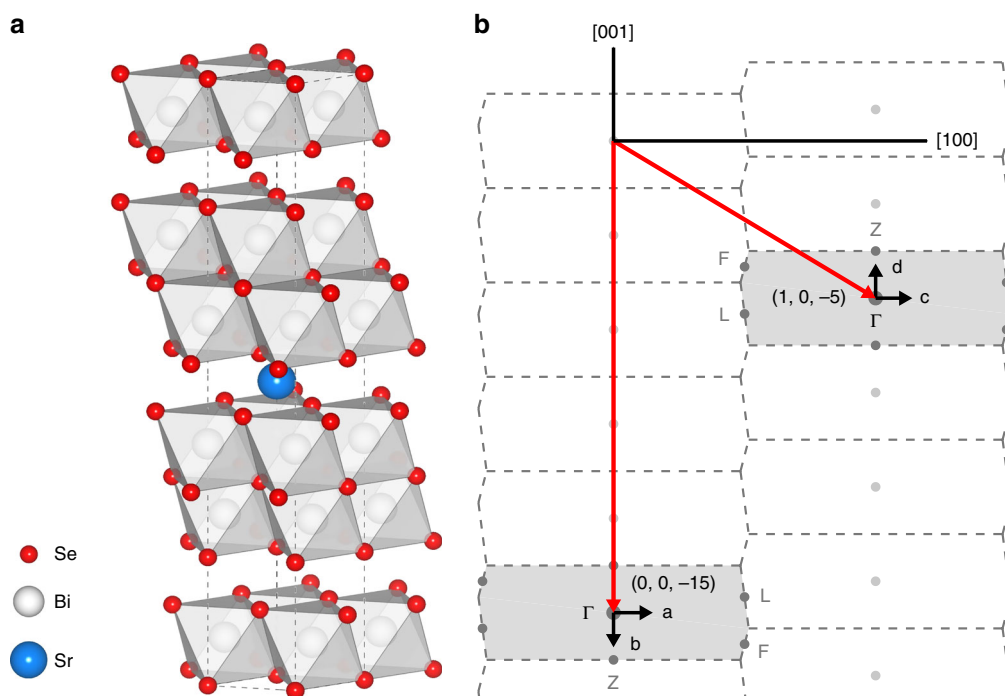 a
Se
Bi
Sr
b
[001]
[100]
Z
F
d
(1, 0, –5)
c
L
Γ
(0, 0, –15)
L
Γ
a
b
F
Z